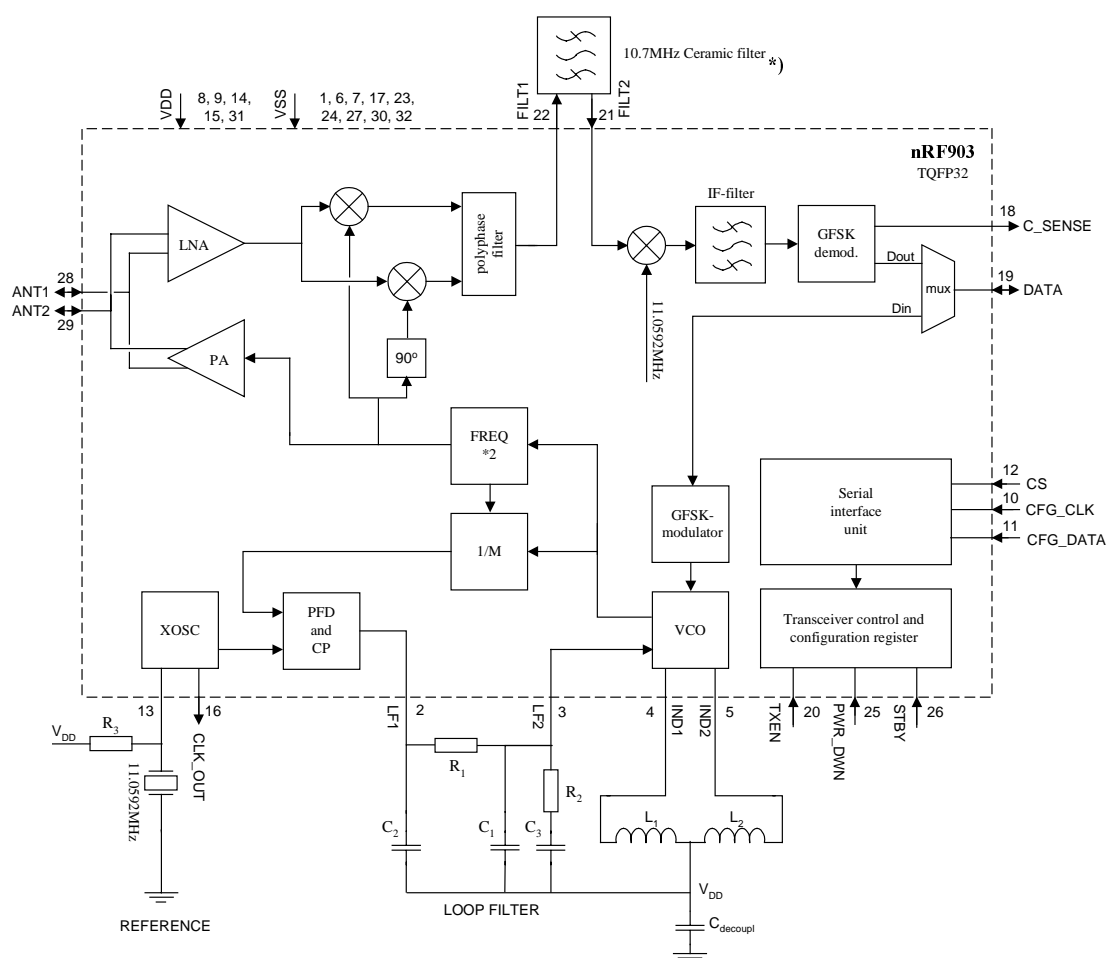 10.7MHz Ceramic filter *)
FILT1
22
21
FILT2
VDD
8, 9, 14,
15, 31
VSS
1, 6, 7, 17, 23,
24, 27, 30, 32
nRF903
TQFP32
LNA
polyphase
filter
IF-filter
GFSK
demod.
18
C_SENSE
Dout
mux
19
DATA
Din
11.0592MHz
28
ANT1
ANT2
29
PA
90º
FREQ
*2
1/M
GFSK-
modulator
Serial
interface
unit
12
CS
10
CFG_CLK
11
CFG_DATA
XOSC
PFD
and
CP
VCO
Transceiver control and
configuration register
13
16
CLK_OUT
LF1
2
LF2
3
4
IND1
IND2
5
TXEN
20
PWR_DWN
25
STBY
26
VDD
R3
11.0592MHz
REFERENCE
R1
R2
C2
C1
C3
LOOP FILTER
L1
L2
VDD
Cdecoupl